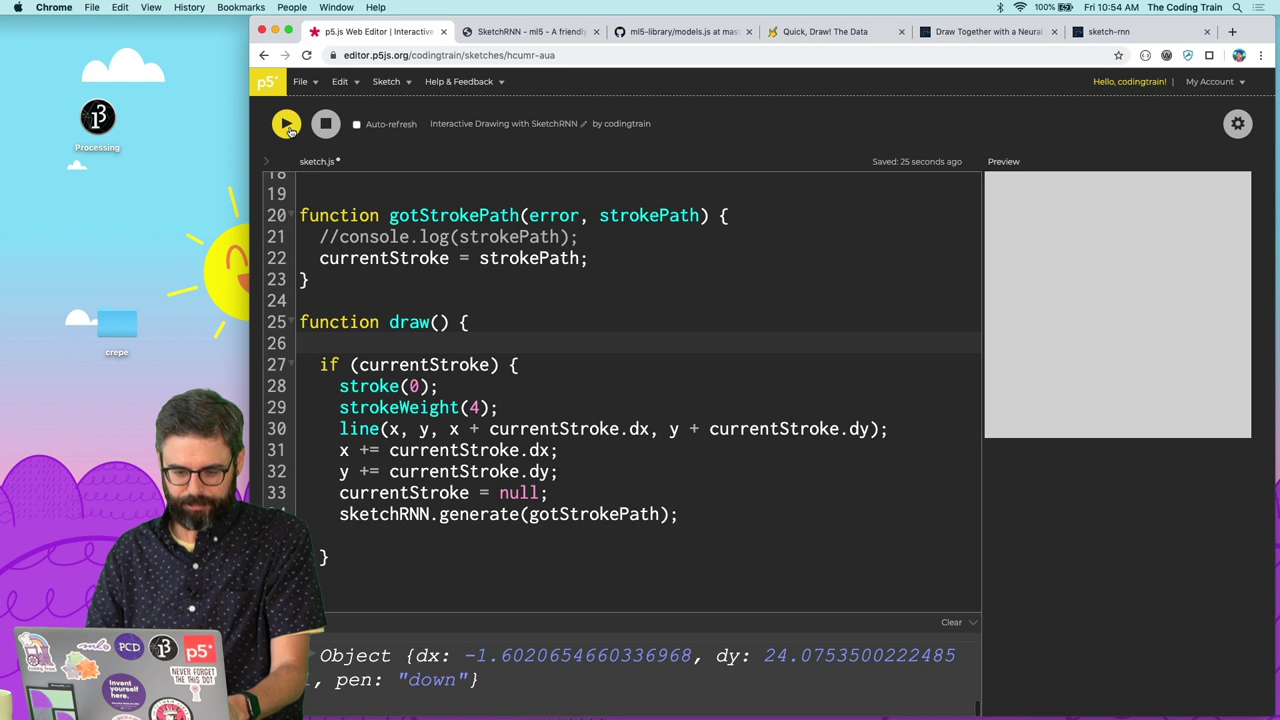 Chrome File Edit View History Bookmarks People Window Help 100% Fri 10:54 AM The Coding Train
p5.js Web Editor | Interactive SketchRNN - ml5 - A friendly ml5-library/models.js at mast Quick, Draw! The Data Draw Together with a Neural sketch-rnn
editor.p5js.org/codingtrain/sketches/hcumr-aua
p5* File Edit Sketch Help & Feedback Hello, codingtrain! | My Account
Auto-refresh Interactive Drawing with SketchRNN by codingtrain
Processing
sketch.js Saved: 25 seconds ago Preview
18
19
20 function gotStrokePath(error, strokePath) {
21 //console.log(strokePath);
22 currentStroke = strokePath;
23 }
24
25 function draw() {
26
27 if (currentStroke) {
28 stroke(0);
29 strokeWeight(4);
30 line(x, y, x + currentStroke.dx, y + currentStroke.dy);
31 x += currentStroke.dx;
32 y += currentStroke.dy;
33 currentStroke = null;
sketchRNN.generate(gotStrokePath);
}
crepe
Clear
Object {dx: -1.6020654660336968, dy: 24.0753500222485
, pen: "down"}
PCD
p5*
NEVER FORGET THE THIS DOT
Invent yourself here.